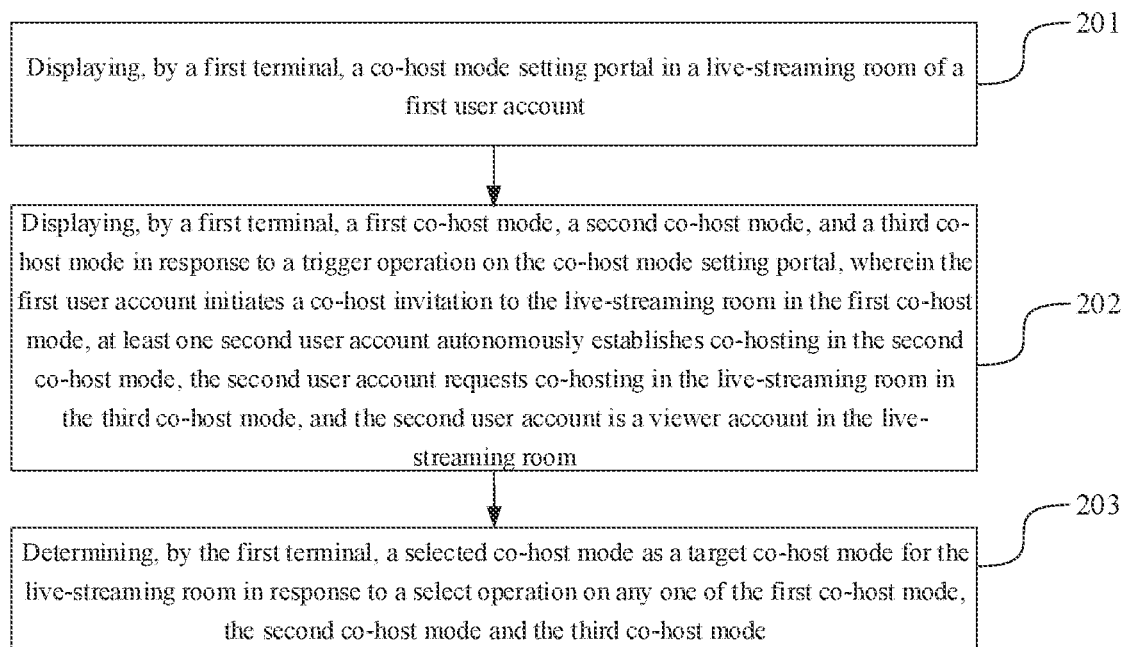 201
Displaying, by a first terminal, a co-host mode setting portal in a live-streaming room of a
first user account
Displaying, by a first terminal, a first co-host mode, a second co-host mode, and a third co-
host mode in response to a trigger operation on the co-host mode setting portal, wherein the
first user account initiates a co-host invitation to the live-streaming room in the first co-host
mode, at least one second user account autonomously establishes co-hosting in the second
co-host mode, the second user account requests co-hosting in the live-streaming room in
the third co-host mode, and the second user account is a viewer account in the live-
streaming room
202
203
Determining, by the first terminal, a selected co-host mode as a target co-host mode for the
live-streaming room in response to a select operation on any one of the first co-host mode,
the second co-host mode and the third co-host mode